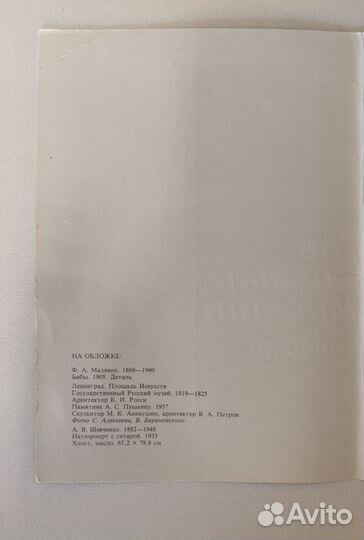 НА ОБЛОЖКЕ:
Ф. А. Малявин. 1869—1940
Бабы. 1905. Деталь
Ленинград. Площадь Искусств
Государственный Русский музей. 1819—1825
Архитектор К. И. Росси
Памятник А. С. Пушкину. 1957
Скульптор М. К. Аникушин, архитектор В. А. Петров
Фото С. Алексеева, В. Барановского
А. В. Шевченко. 1882—1948
Натюрморт с гитарой. 1933
Холст, масло. 65,2 × 79,8 см
Avito